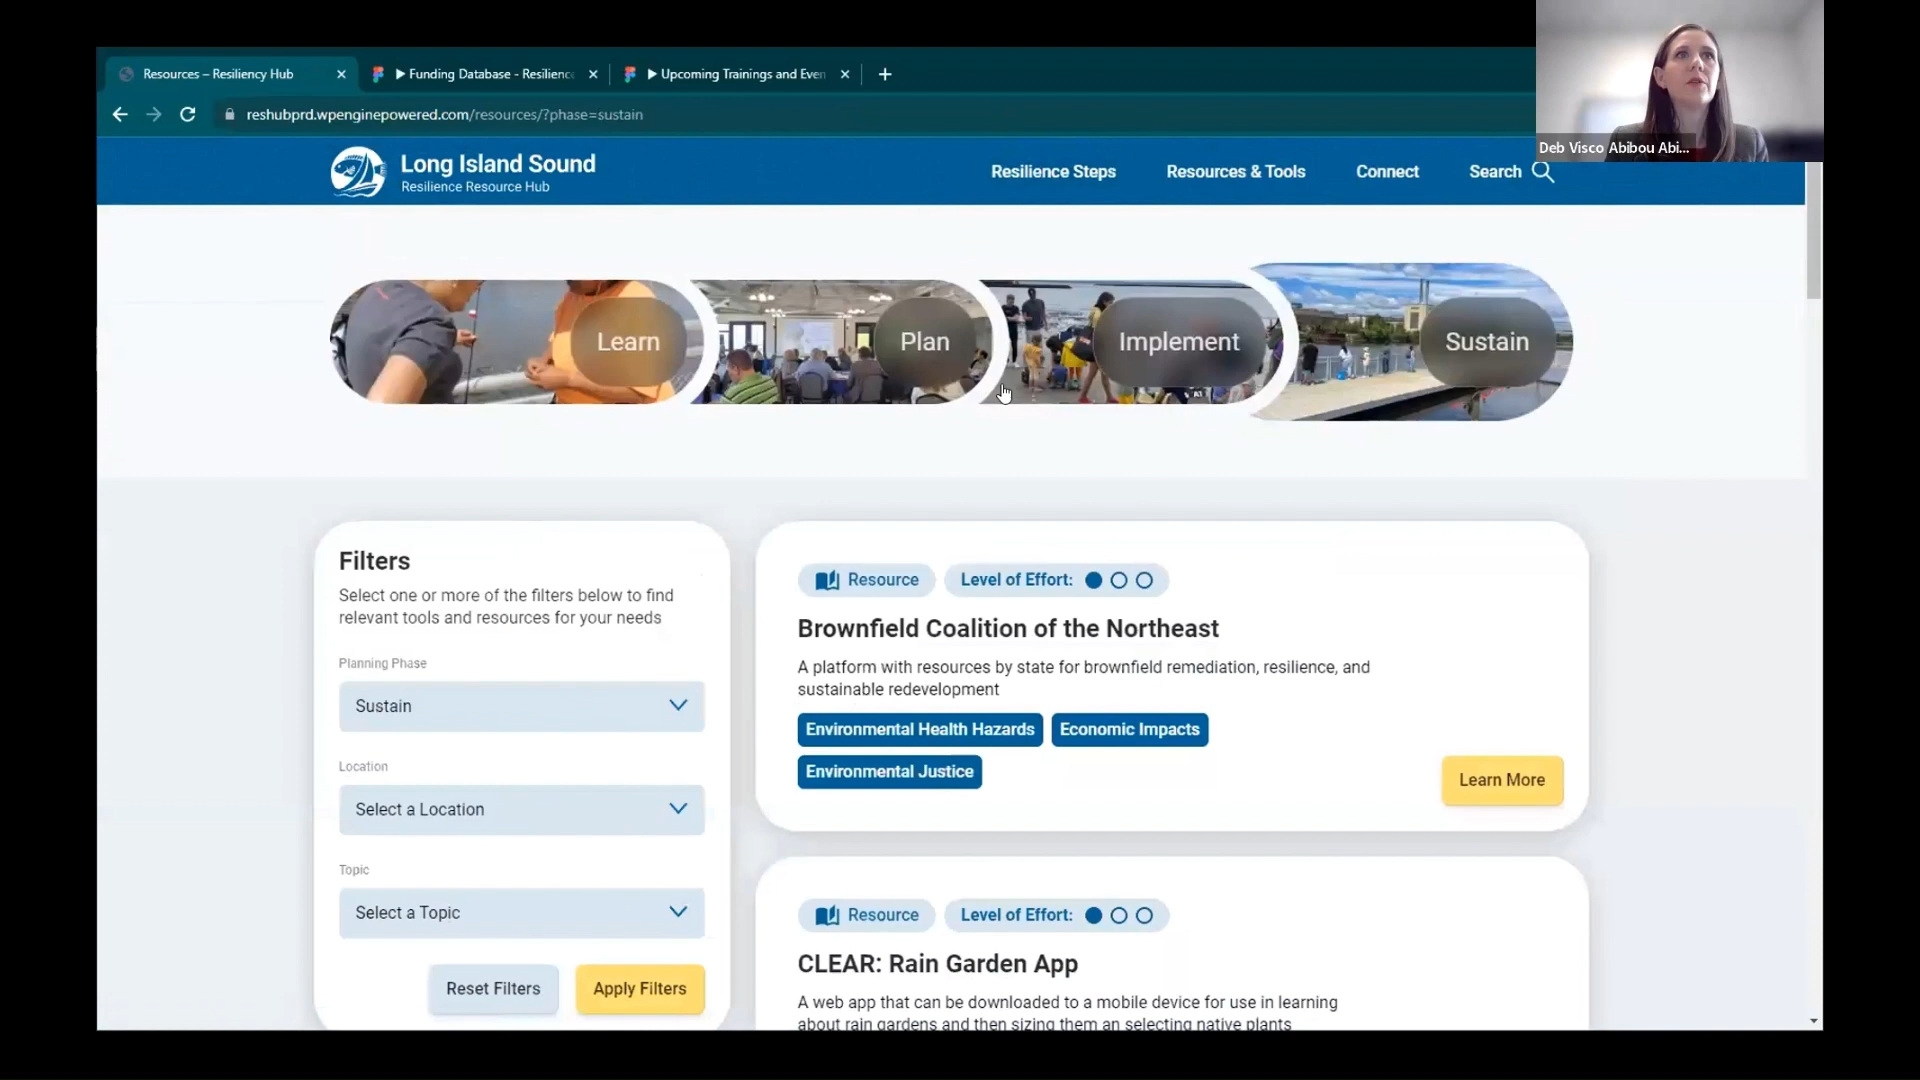 Resources – Resiliency Hub
Funding Database - Resilienc
Upcoming Trainings and Even
reshubprd.wpenginepowered.com/resources/?phase=sustain
Deb Visco Abibou Abi...
Long Island Sound
Resilience Resource Hub
Resilience Steps
Resources & Tools
Connect
Search
Learn
Plan
Implement
Sustain
Filters
Select one or more of the filters below to find
relevant tools and resources for your needs
Planning Phase
Sustain
Location
Select a Location
Topic
Select a Topic
Reset Filters
Apply Filters
Resource
Level of Effort:
Brownfield Coalition of the Northeast
A platform with resources by state for brownfield remediation, resilience, and
sustainable redevelopment
Environmental Health Hazards
Economic Impacts
Environmental Justice
Learn More
Resource
Level of Effort:
CLEAR: Rain Garden App
A web app that can be downloaded to a mobile device for use in learning
about rain gardens and then sizing them an selecting native plants